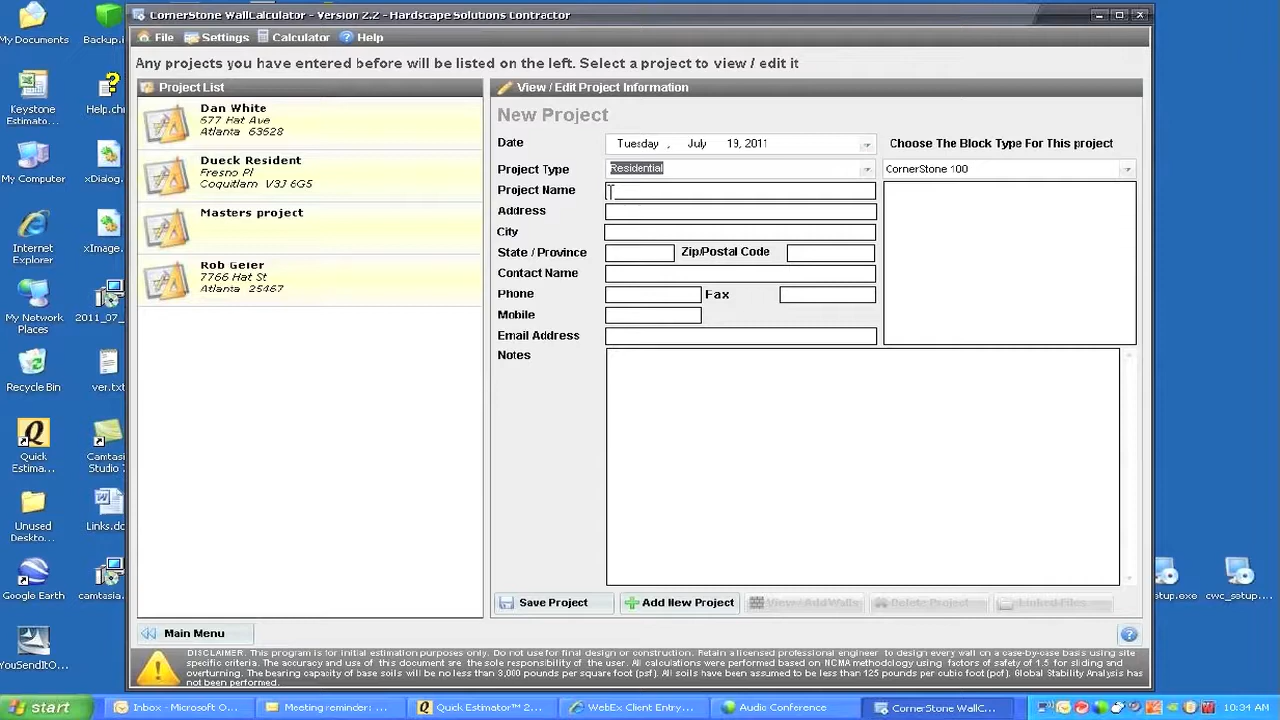 CornerStone WallCalculator - Version 2.2 - Hardscape Solutions Contractor
File Settings Calculator Help
Any projects you have entered before will be listed on the left. Select a project to view / edit it
Project List
Dan White
577 Hat Ave
Atlanta 63528
Dueck Resident
Fresno Pl
Coquitlam V3J 6G5
Masters project
Rob Geier
7766 Hat St
Atlanta 25467
View / Edit Project Information
New Project
Date Tuesday , July 19, 2011
Choose The Block Type For This project
Project Type Residential
CornerStone 100
Project Name
Address
City
State / Province Zip/Postal Code
Contact Name
Phone Fax
Mobile
Email Address
Notes
Save Project Add New Project View / Add Walls Delete Project Linked Files
Main Menu
DISCLAIMER: This program is for initial estimation purposes only. Do not use for final design or construction. Retain a licensed professional engineer to design every wall on a case-by-case basis using site
specific criteria. The accuracy and use of this document are the sole responsibility of the user. All calculations were performed based on NCMA methodology using factors of safety of 1.5 for sliding and
overturning. The bearing capacity of base soils will be no less than 3,000 pounds per square foot (psf). All soils have been assumed to be less than 125 pounds per cubic foot (pcf). Global Stability Analysis has
not been performed.
My Documents
Backup.i
Keystone
Estimato...
Help.chr
My Computer
xDialog.
Internet
Explorer
xImage.
My Network
Places
2011_07_
Recycle Bin
ver.txt
Quick
Estima...
Camtasi
Studio 7
Unused
Deskto...
Links.dc
Google Earth
camtasia.
YouSendItO...
setup.exe
cwc_setup....
start
Inbox - Microsoft O...
Meeting reminder: ...
Quick Estimator™ 2...
WebEx Client Entry...
Audio Conference
CornerStone WallC...
10:34 AM